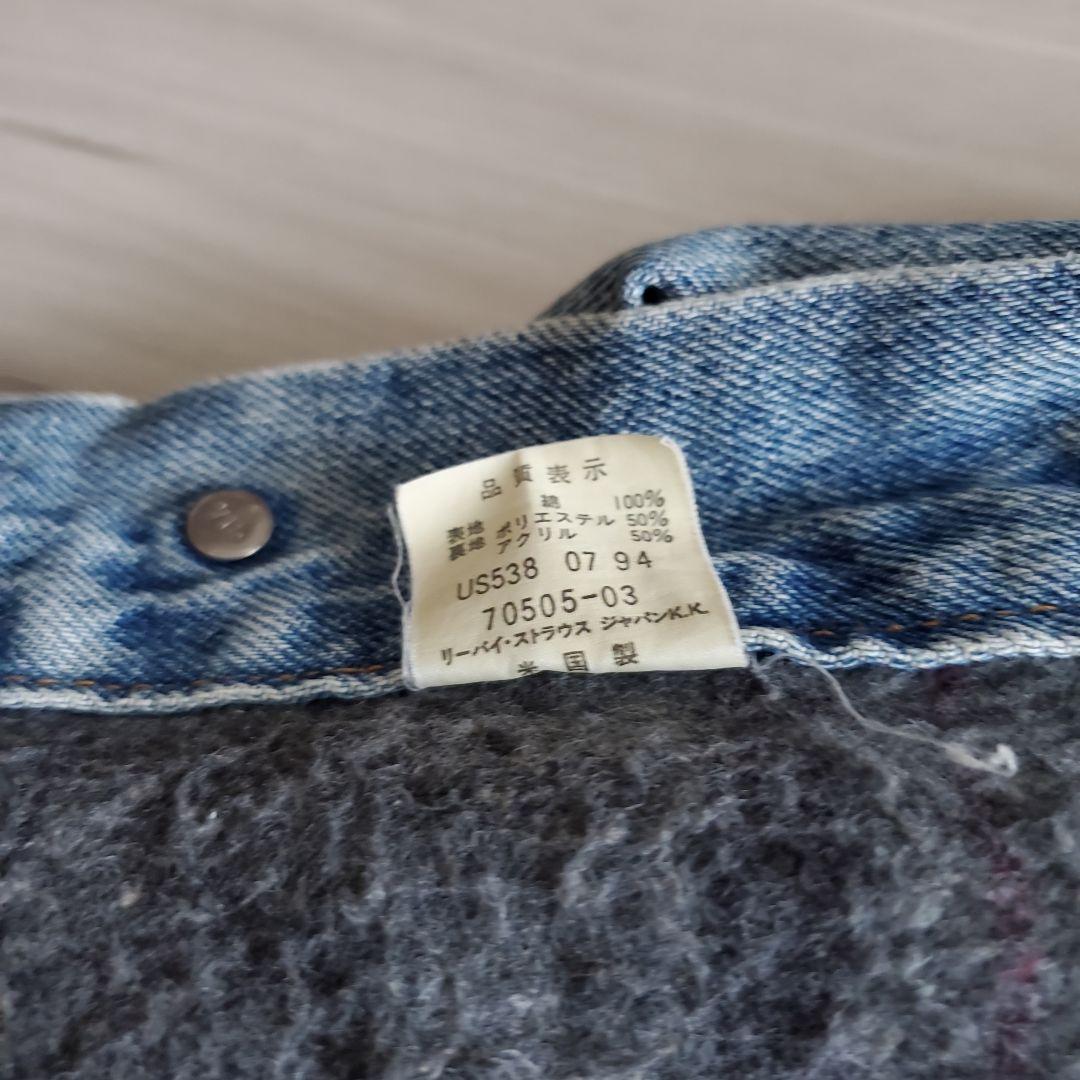 品質表示
表地 綿 100%
裏地 ポリエステル 50%
アクリル 50%
US538 07 94
70505-03
リーバイ・ストラウス ジャパンK.K.
米国製